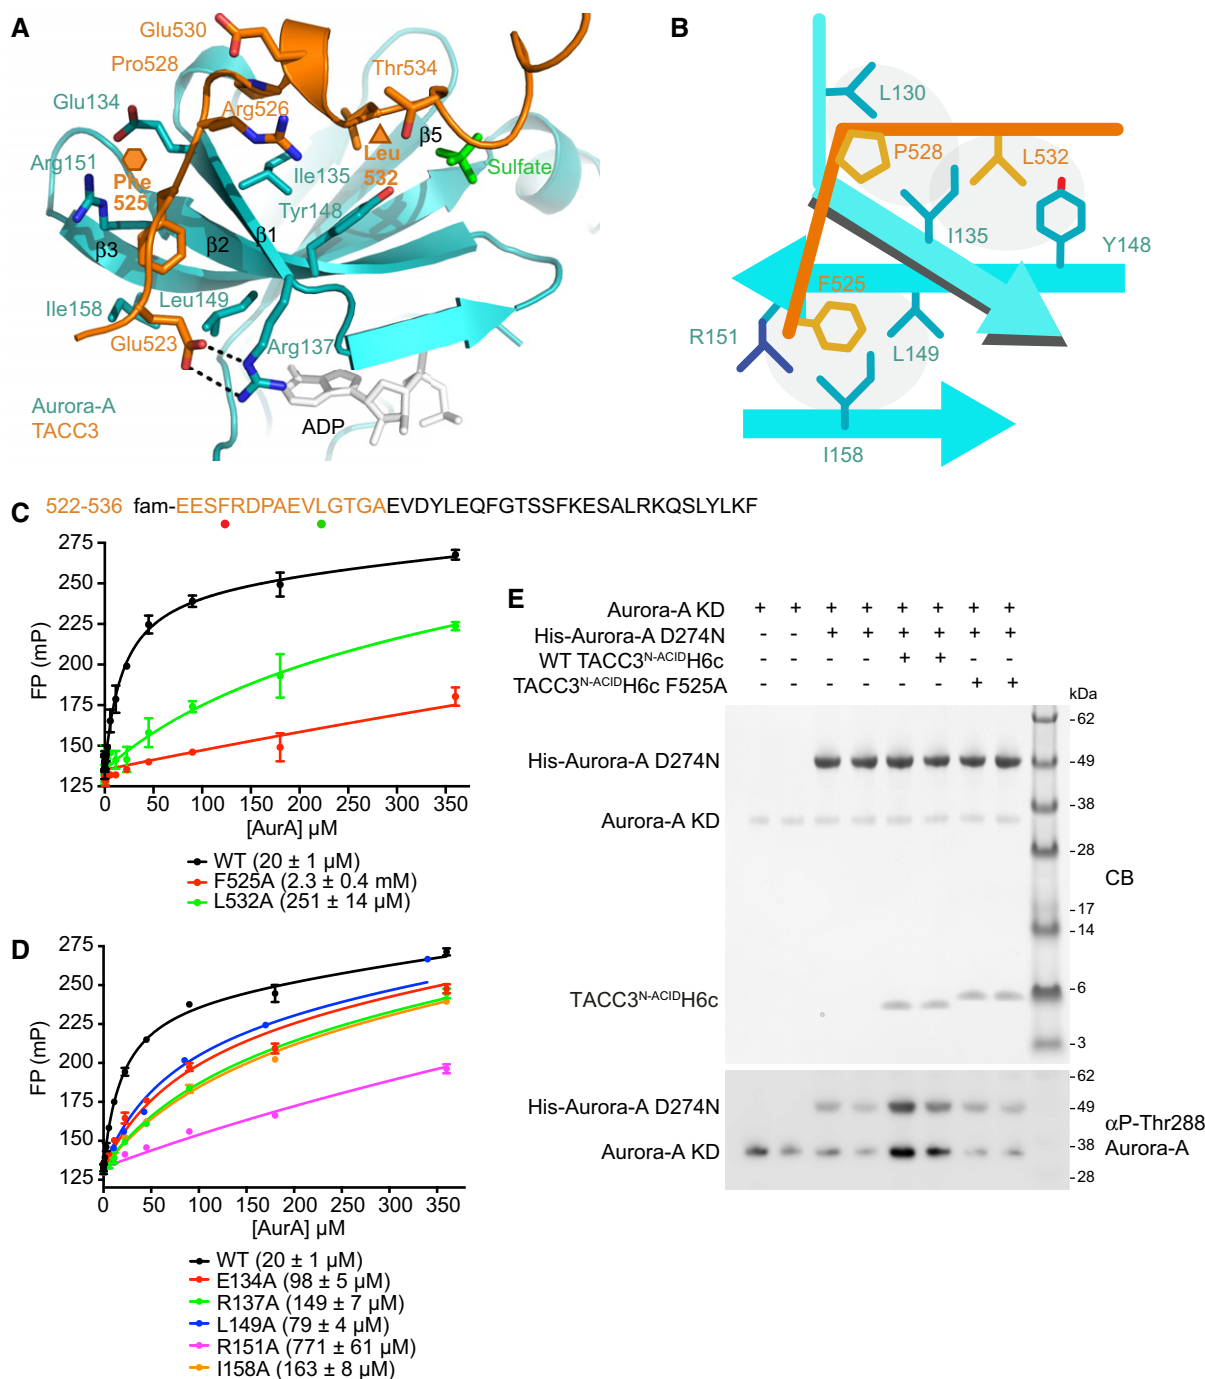 A
Glu530
Pro528
Thr534
Glu134
Arg526
β5
Arg151
Leu
532
Sulfate
Phe
525
Ile135
Tyr148
β3
β2
β1
Ile158
Leu149
Glu523
Arg137
Aurora-A
TACC3
ADP
B
L130
P528
L532
I135
Y148
F525
R151
L149
I158
C
522-536 fam-EESFRDPAEVLGTGAEVDYLEQFGTSSFKESALRKQSLYLKF
275
250
225
200
175
150
125
FP (mP)
0 50 100 150 200 250 300 350
[AurA] µM
WT (20 ± 1 µM)
F525A (2.3 ± 0.4 mM)
L532A (251 ± 14 µM)
D
275
250
225
200
175
150
125
FP (mP)
0 50 100 150 200 250 300 350
[AurA] µM
WT (20 ± 1 µM)
E134A (98 ± 5 µM)
R137A (149 ± 7 µM)
L149A (79 ± 4 µM)
R151A (771 ± 61 µM)
I158A (163 ± 8 µM)
E
Aurora-A KD + + + + + + + +
His-Aurora-A D274N - - + + + + + +
WT TACC3N-ACIDH6c - - - - + + - -
TACC3N-ACIDH6c F525A - - - - - - + +
kDa
-62
His-Aurora-A D274N -49
-38
Aurora-A KD
-28
CB
-17
-14
TACC3N-ACIDH6c -6
-3
-62
His-Aurora-A D274N -49
αP-Thr288
Aurora-A KD -38 Aurora-A
-28